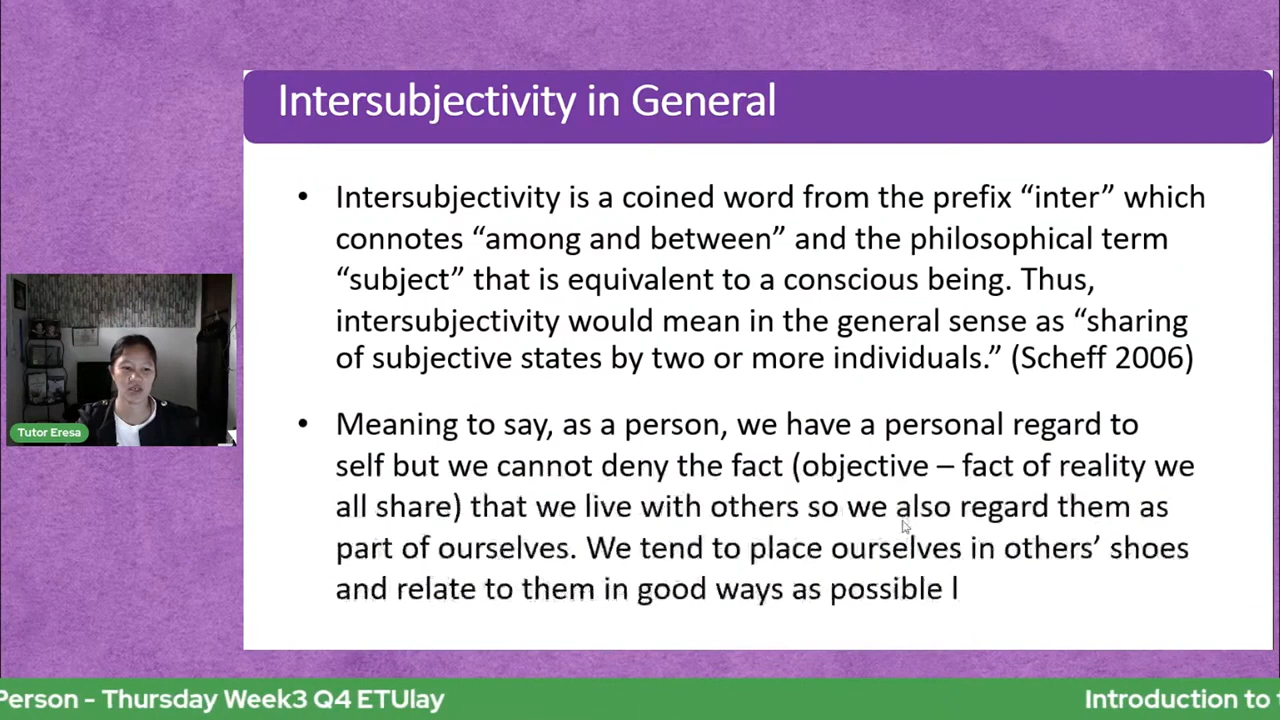 Intersubjectivity in General
• Intersubjectivity is a coined word from the prefix “inter” which
connotes “among and between” and the philosophical term
“subject” that is equivalent to a conscious being. Thus,
intersubjectivity would mean in the general sense as “sharing
of subjective states by two or more individuals.” (Scheff 2006)
• Meaning to say, as a person, we have a personal regard to
self but we cannot deny the fact (objective – fact of reality we
all share) that we live with others so we also regard them as
part of ourselves. We tend to place ourselves in others’ shoes
and relate to them in good ways as possible l
Tutor Eresa
Person - Thursday Week3 Q4 ETUlay
Introduction to